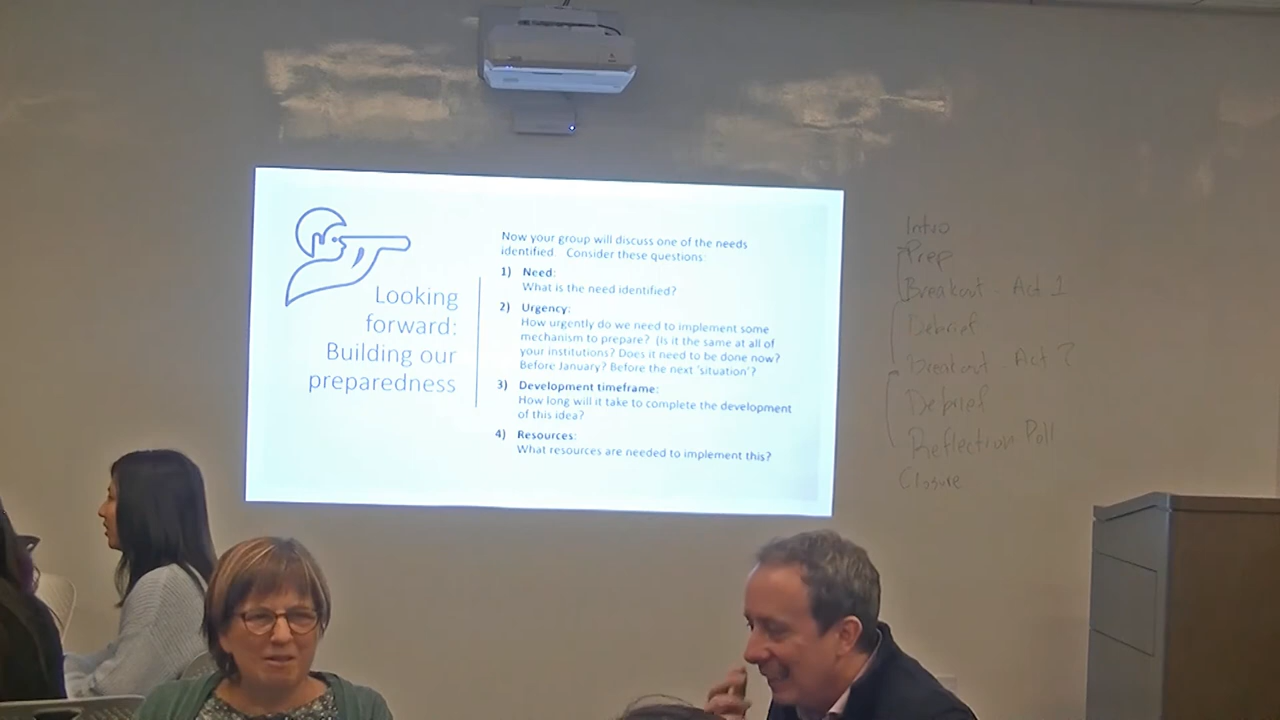 Looking
forward:
Building our
preparedness
Now your group will discuss one of the needs
identified. Consider these questions:
1) Need:
What is the need identified?
2) Urgency:
How urgently do we need to implement some
mechanism to prepare? (Is it the same at all of
your institutions? Does it need to be done now?
Before January? Before the next 'situation'?
3) Development timeframe:
How long will it take to complete the development
of this idea?
4) Resources:
What resources are needed to implement this?
Intro
Prep
Breakout - Act 1
Debrief
Breakout - Act 2
Debrief
Reflection Poll
Closure